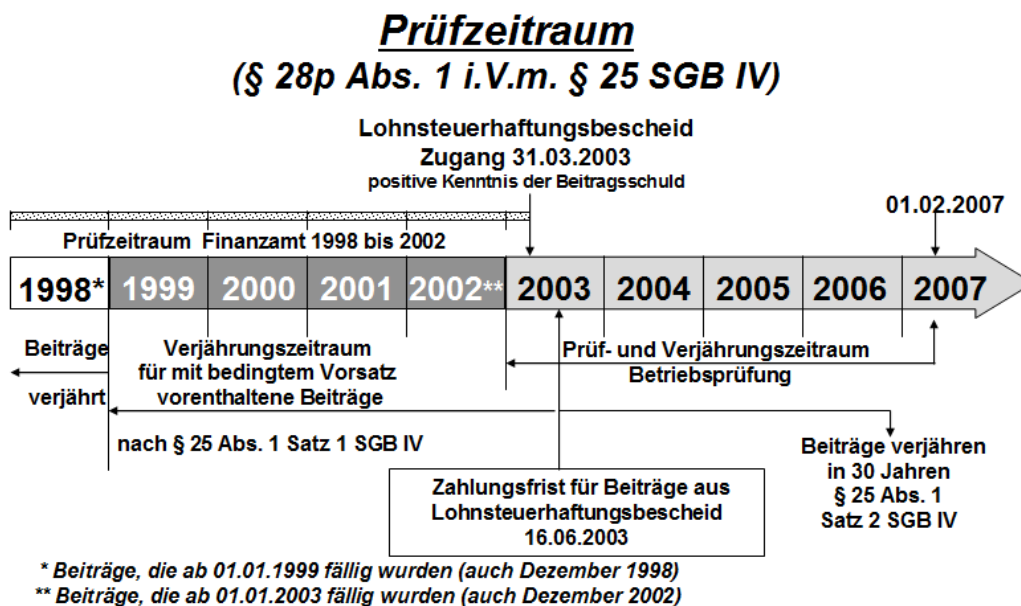 Prüfzeitraum
(§ 28p Abs. 1 i.V.m. § 25 SGB IV)
Lohnsteuerhaftungsbescheid
Zugang 31.03.2003
positive Kenntnis der Beitragsschuld
01.02.2007
Prüfzeitraum Finanzamt 1998 bis 2002
1998* 1999 2000 2001 2002** 2003 2004 2005 2006 2007
Beiträge
verjährt
Verjährungszeitraum
für mit bedingtem Vorsatz
vorenthaltene Beiträge
Prüf- und Verjährungszeitraum
Betriebsprüfung
nach § 25 Abs. 1 Satz 1 SGB IV
Zahlungsfrist für Beiträge aus
Lohnsteuerhaftungsbescheid
16.06.2003
Beiträge verjähren
in 30 Jahren
§ 25 Abs. 1
Satz 2 SGB IV
* Beiträge, die ab 01.01.1999 fällig wurden (auch Dezember 1998)
** Beiträge, die ab 01.01.2003 fällig wurden (auch Dezember 2002)